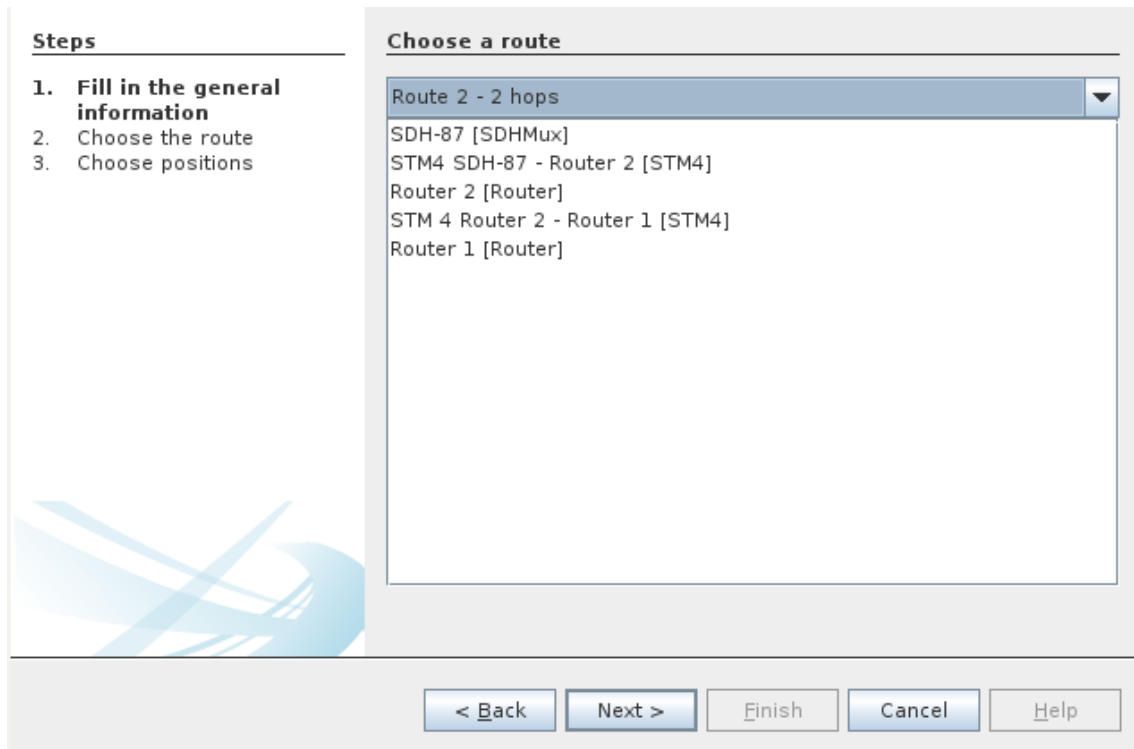 Steps
1. Fill in the general
information
2. Choose the route
3. Choose positions
Choose a route
Route 2 - 2 hops
SDH-87 [SDHMux]
STM4 SDH-87 - Router 2 [STM4]
Router 2 [Router]
STM 4 Router 2 - Router 1 [STM4]
Router 1 [Router]
< Back
Next >
Finish
Cancel
Help